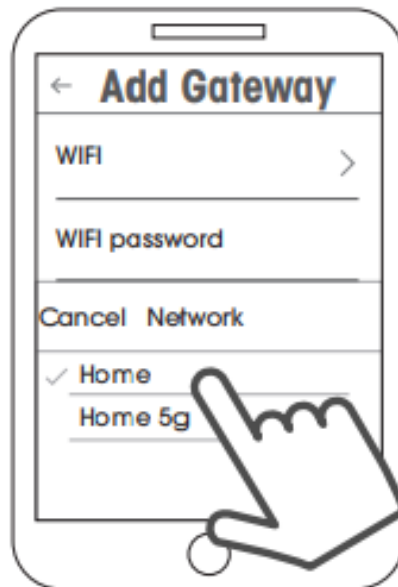 Add Gateway
WIFI
WIFI password
Cancel Network
Home
Home 5g